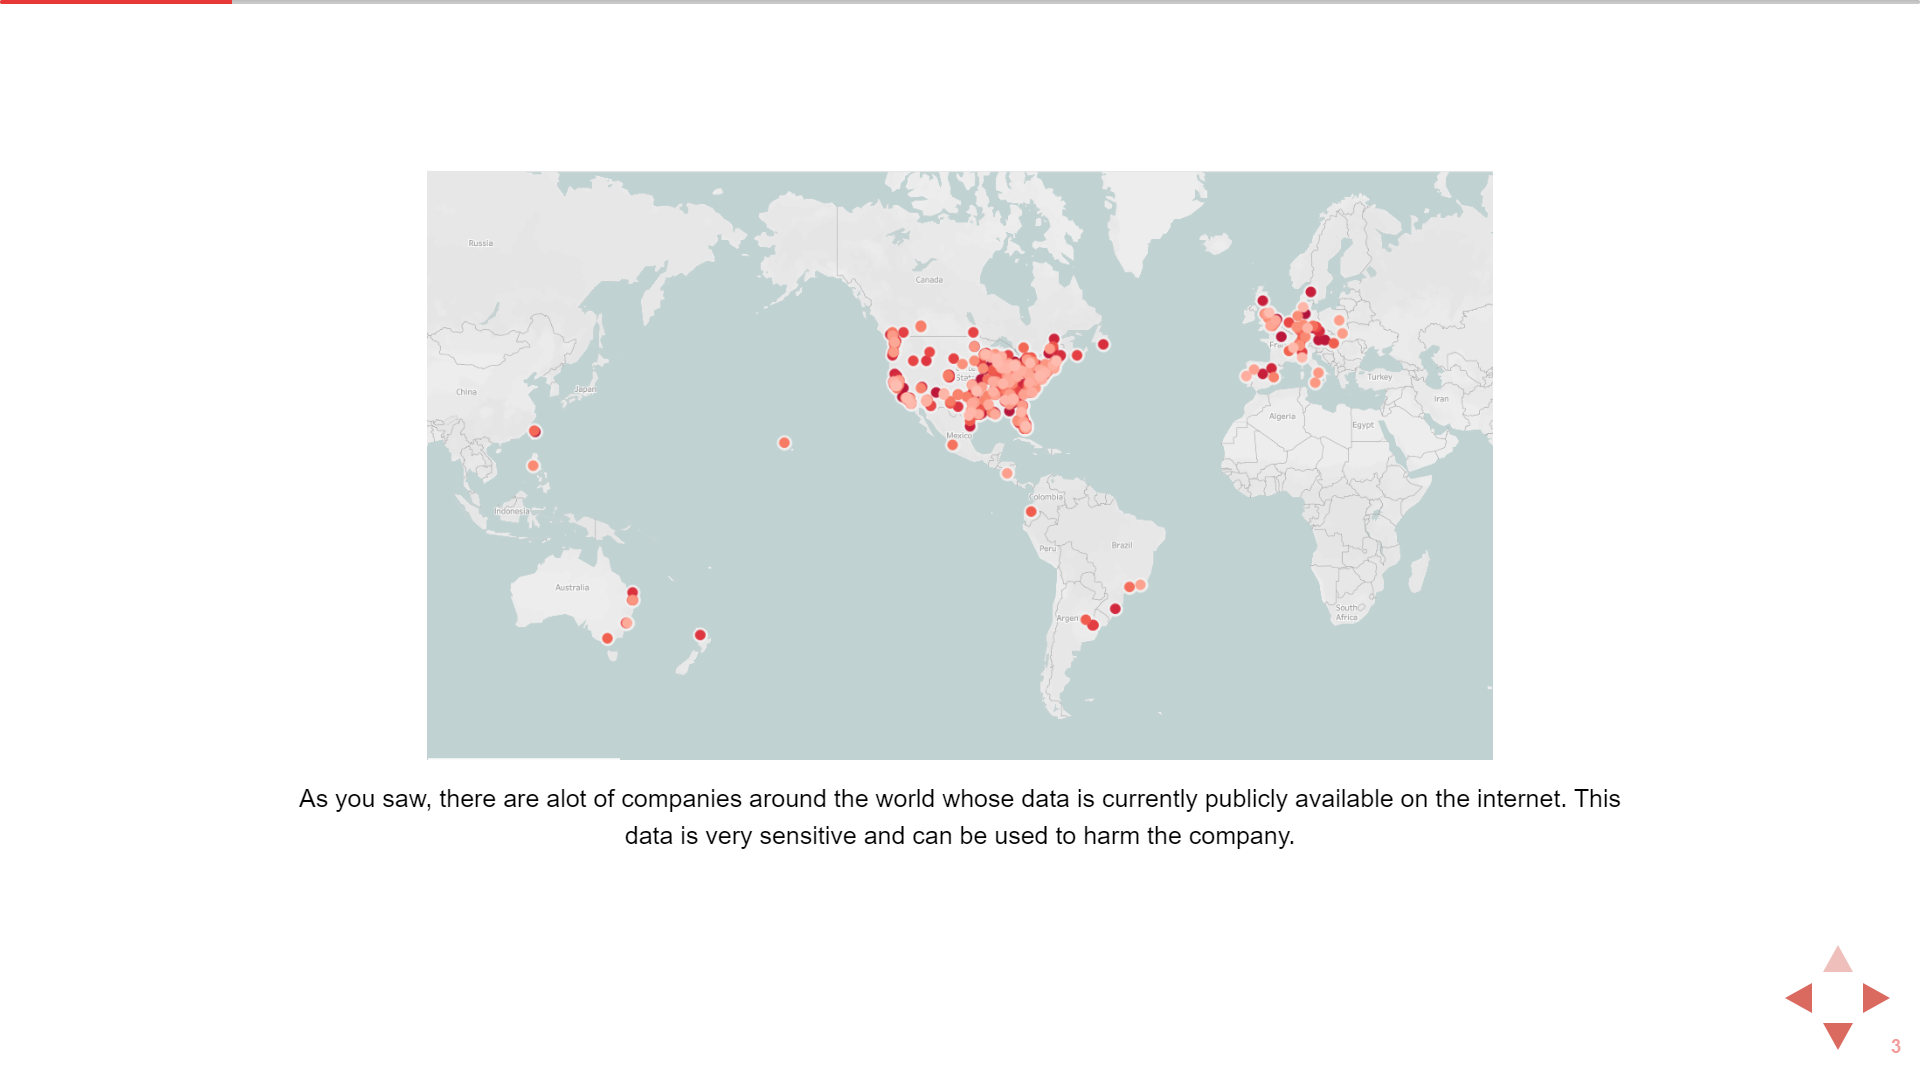 Russia
Canada
China
Japan
United
States
Mexico
France
Turkey
Iran
Algeria
Egypt
Indonesia
Colombia
Peru
Brazil
Australia
Argen
South
Africa
As you saw, there are alot of companies around the world whose data is currently publicly available on the internet. This
data is very sensitive and can be used to harm the company.
3